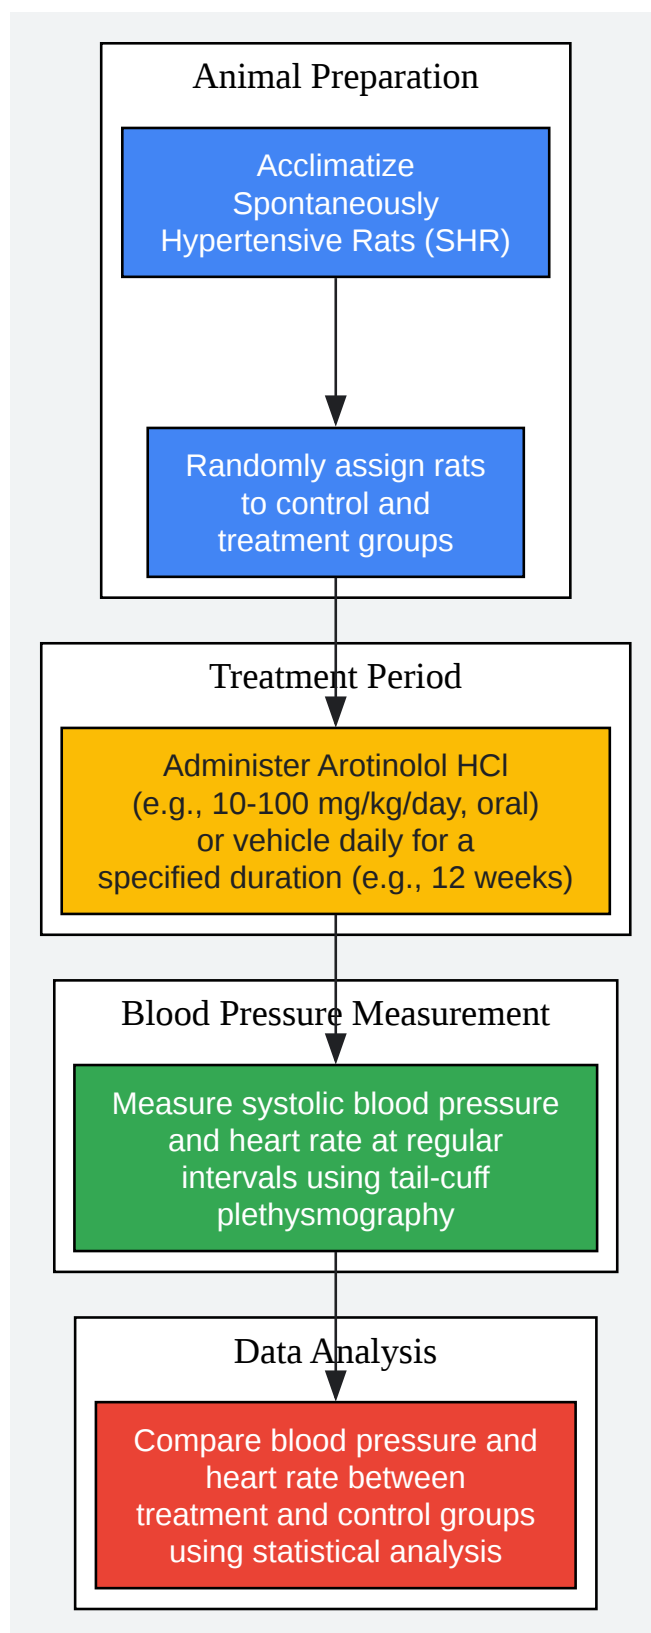 Animal Preparation
Acclimatize
Spontaneously
Hypertensive Rats (SHR)
Randomly assign rats
to control and
treatment groups
Treatment Period
Administer Arotinolol HCl
(e.g., 10-100 mg/kg/day, oral)
or vehicle daily for a
specified duration (e.g., 12 weeks)
Blood Pressure Measurement
Measure systolic blood pressure
and heart rate at regular
intervals using tail-cuff
plethysmography
Data Analysis
Compare blood pressure and
heart rate between
treatment and control groups
using statistical analysis